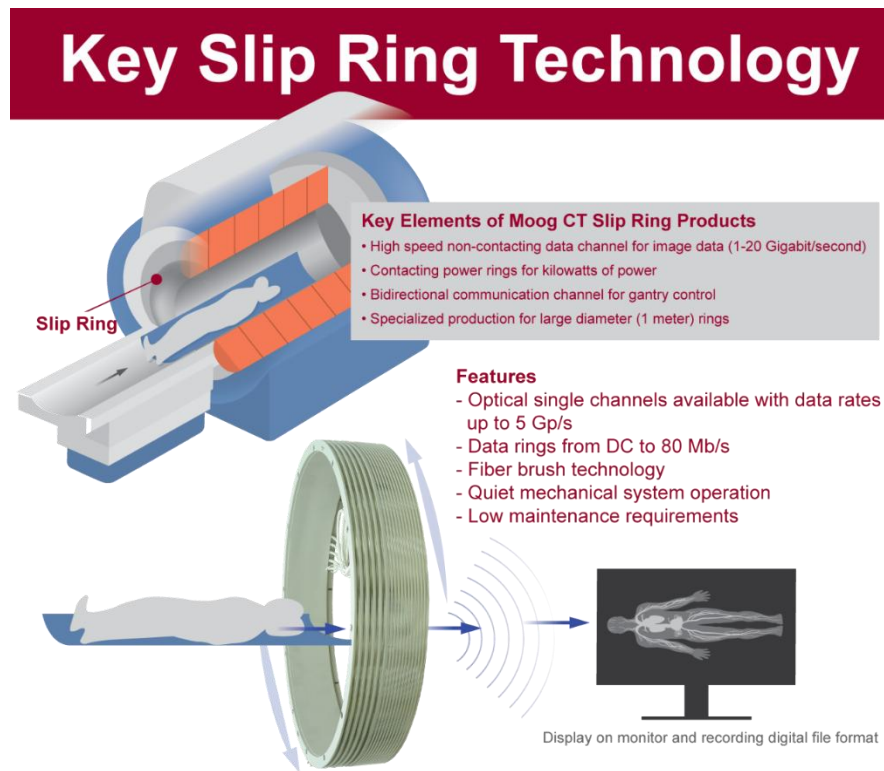 Key Slip Ring Technology
Key Elements of Moog CT Slip Ring Products
• High speed non-contacting data channel for image data (1-20 Gigabit/second)
• Contacting power rings for kilowatts of power
• Bidirectional communication channel for gantry control
• Specialized production for large diameter (1 meter) rings
Slip Ring
Features
- Optical single channels available with data rates
up to 5 Gp/s
- Data rings from DC to 80 Mb/s
- Fiber brush technology
- Quiet mechanical system operation
- Low maintenance requirements
Display on monitor and recording digital file format